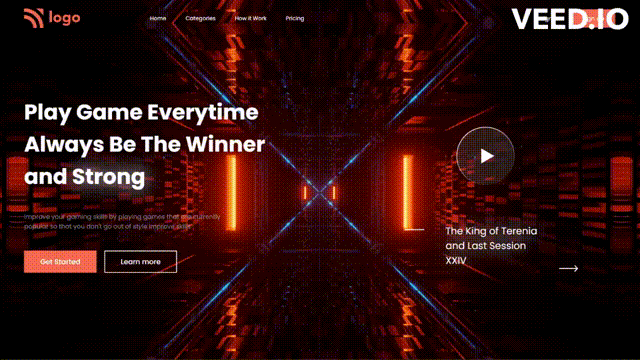 logo
Home
Categories
How it Work
Pricing
VEED.IO
Play Game Everytime
Always Be The Winner
and Strong
Improve your gaming skills by playing games that are currently
popular so that you don't go out of style improve skills
Get Started
Learn more
The King of Terenia
and Last Session
XXIV